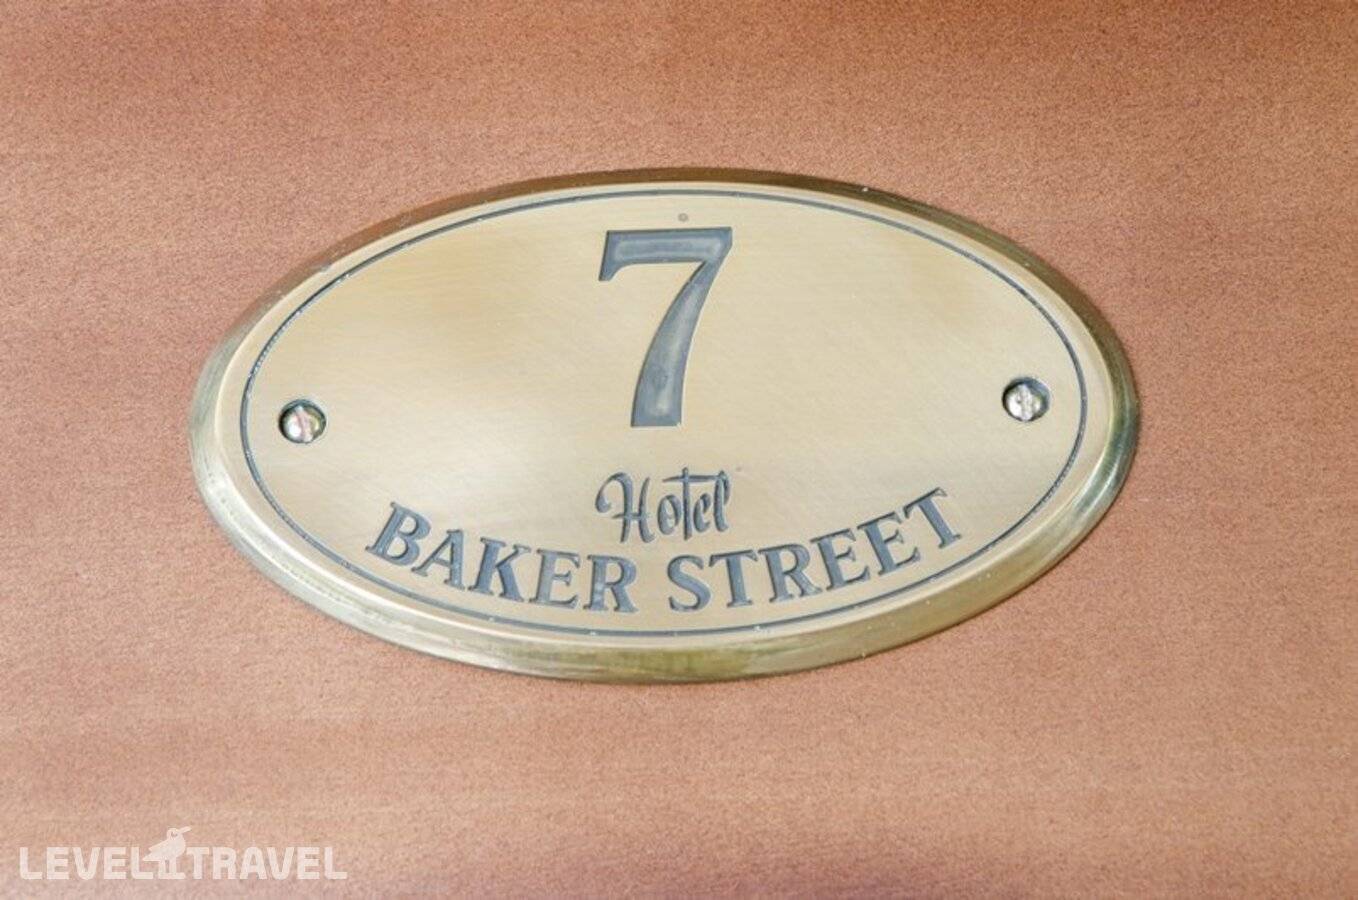 7
Hotel
BAKER STREET
LEVEL TRAVEL